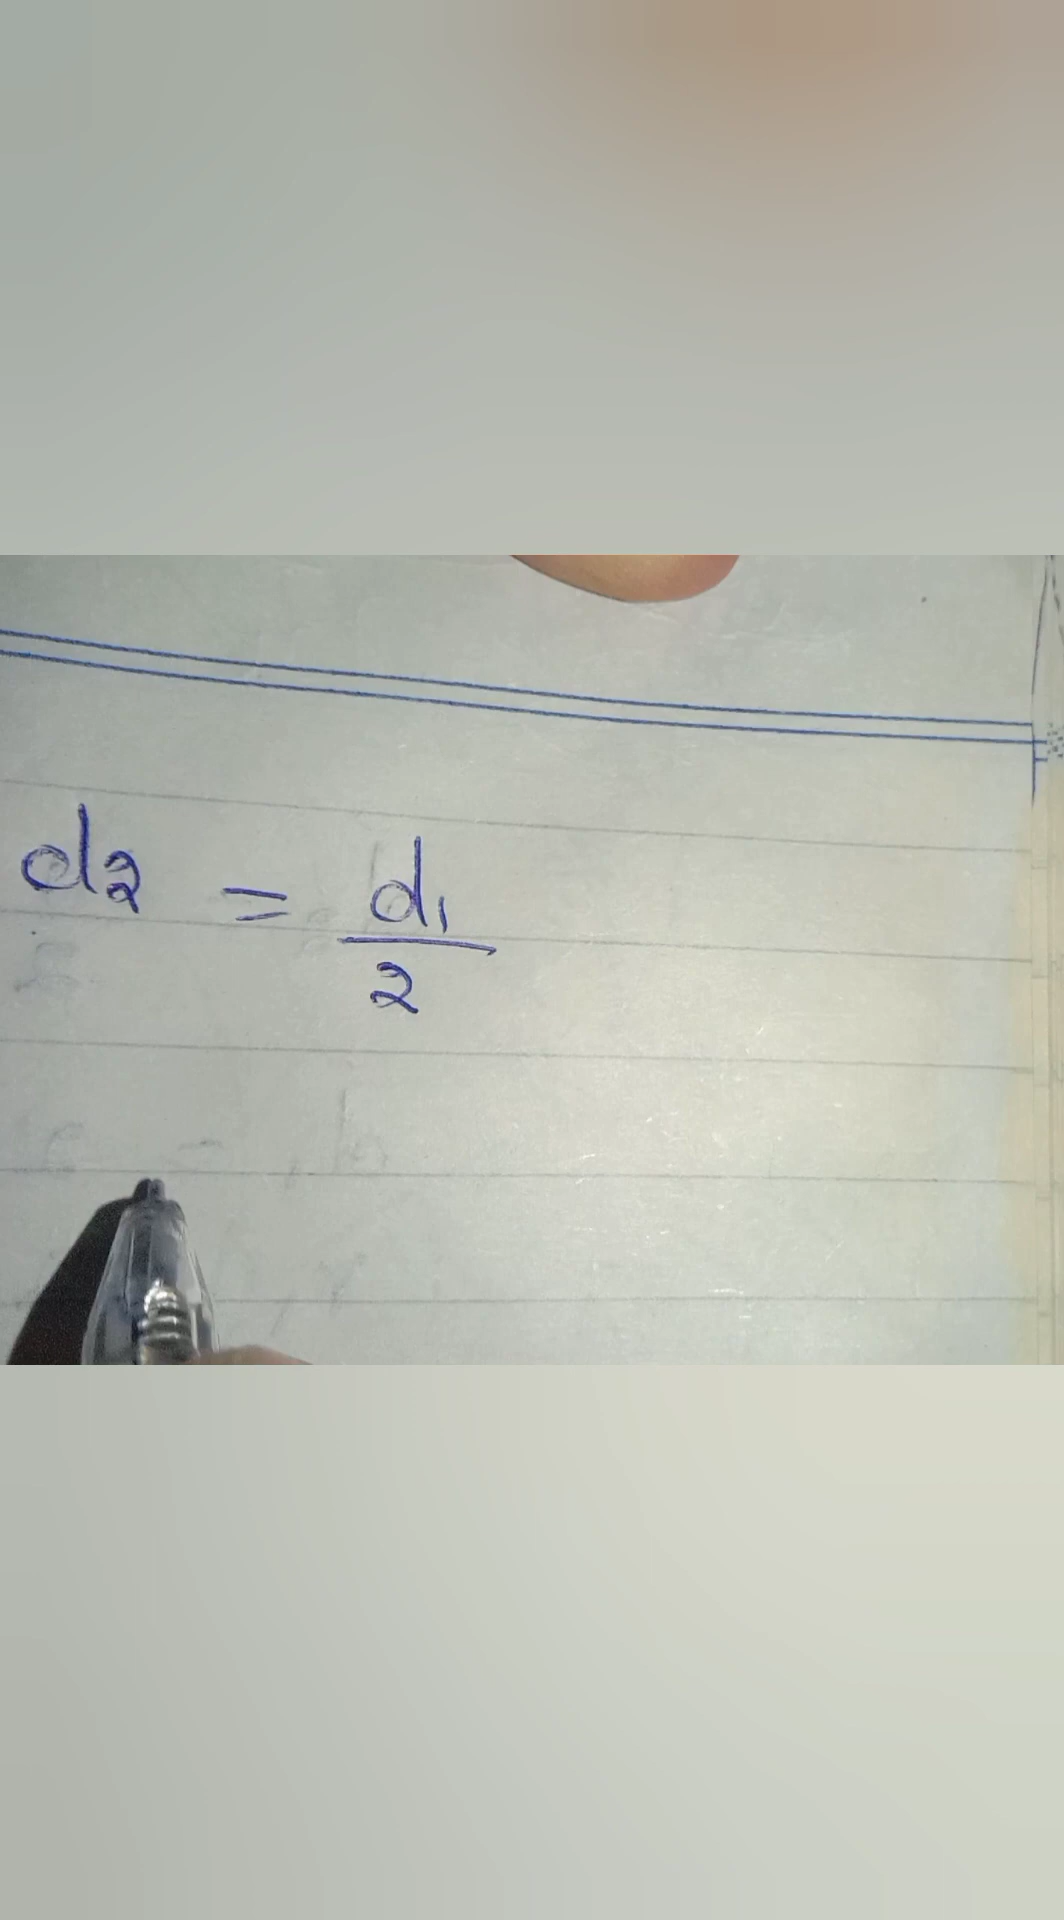 d₂ = d₁/2